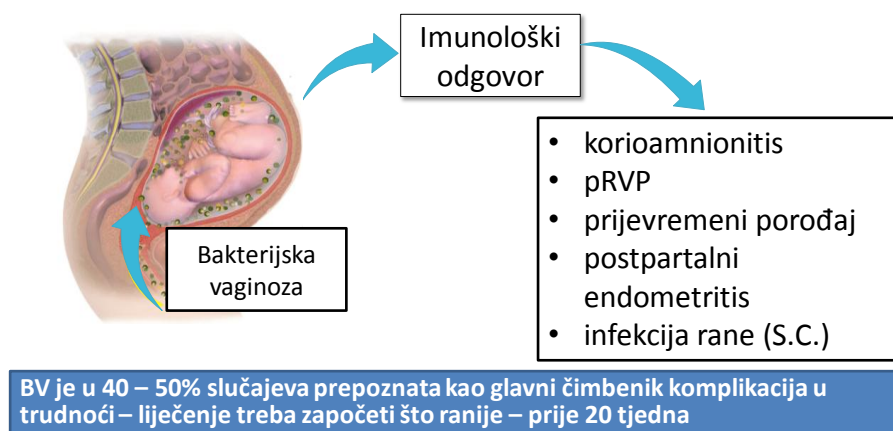 Imunološki
odgovor
• korioamnionitis
• pRVP
• prijevremeni porođaj
• postpartalni
endometritis
• infekcija rane (S.C.)
Bakterijska
vaginoza
BV je u 40 – 50% slučajeva prepoznata kao glavni čimbenik komplikacija u
trudnoći – liječenje treba započeti što ranije – prije 20 tjedna